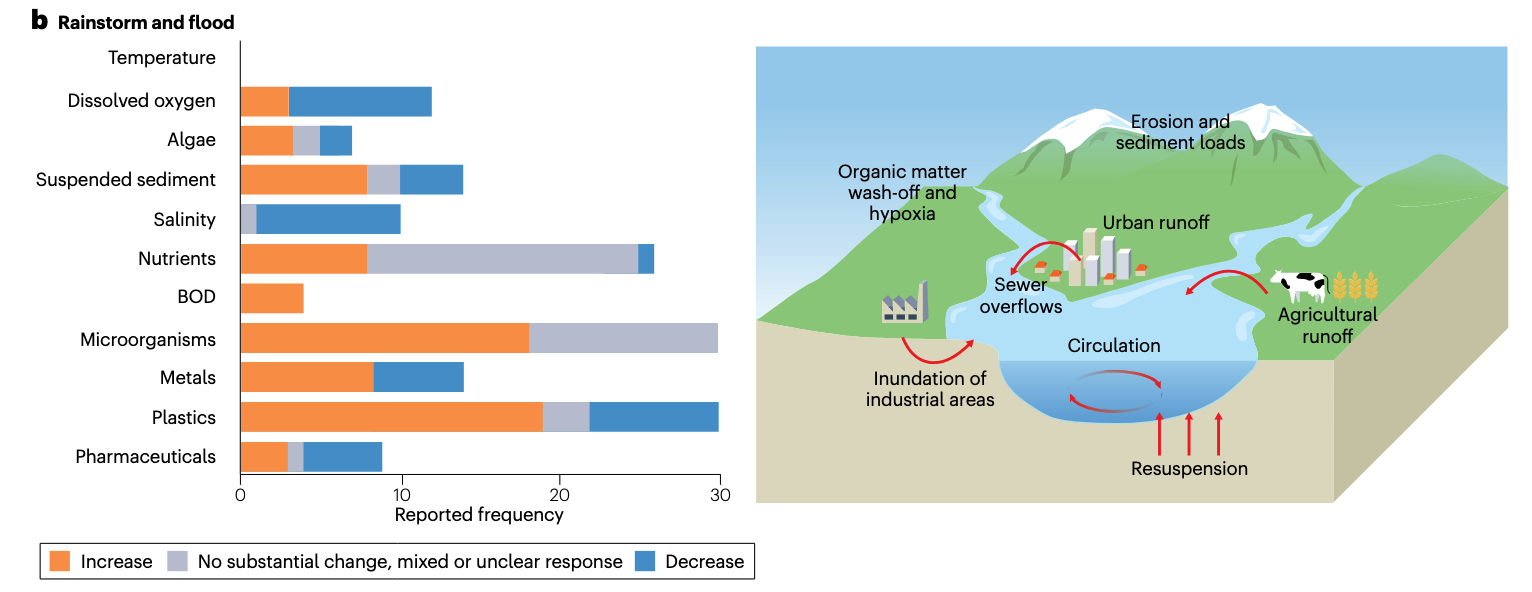 b Rainstorm and flood
Temperature
Dissolved oxygen
Algae
Suspended sediment
Salinity
Nutrients
BOD
Microorganisms
Metals
Plastics
Pharmaceuticals
0 10 20 30
Reported frequency
Increase No substantial change, mixed or unclear response Decrease
Erosion and
sediment loads
Organic matter
wash-off and
hypoxia
Urban runoff
Sewer
overflows
Agricultural
runoff
Circulation
Inundation of
industrial areas
Resuspension